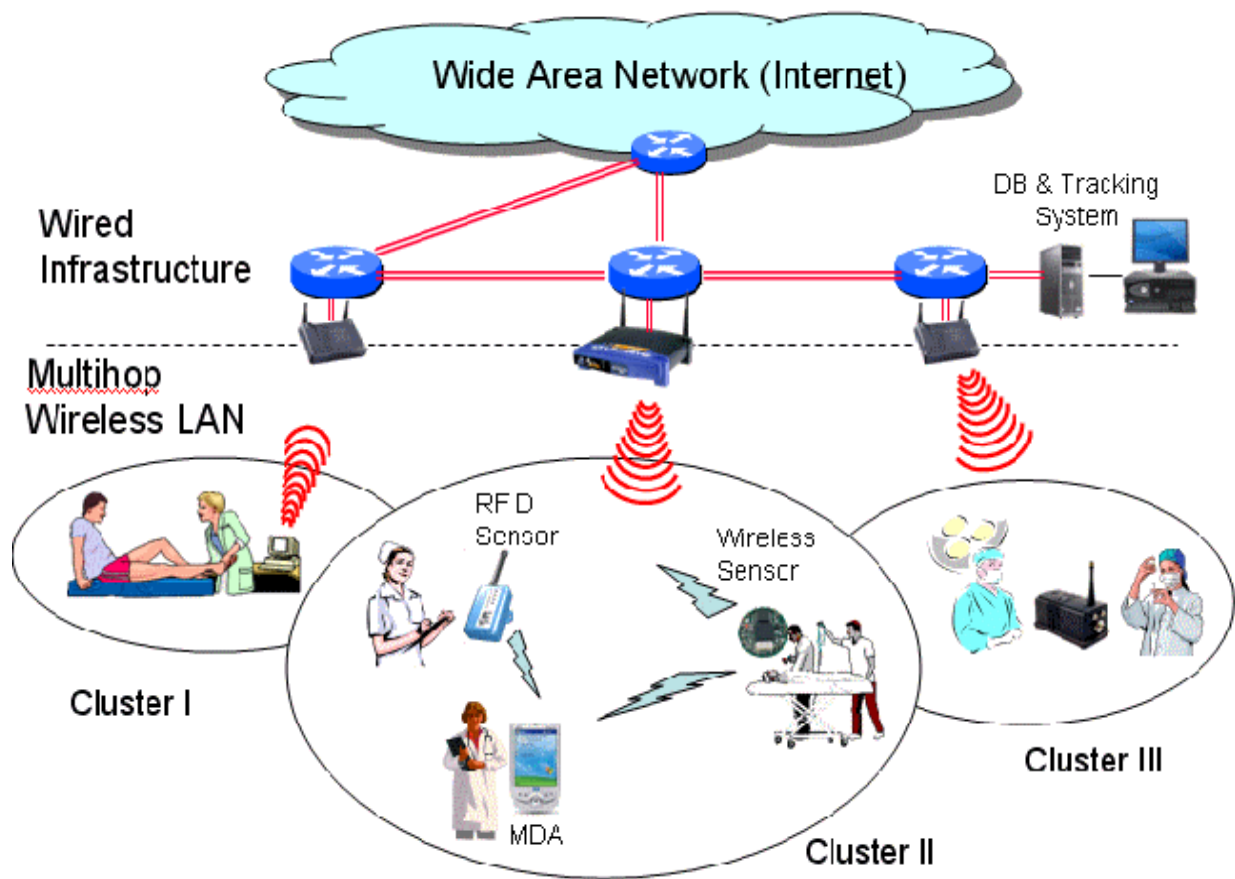 Wide Area Network (Internet)
DB & Tracking
System
Wired
Infrastructure
Multihop
Wireless LAN
RFID
Sensor
Wireless
Sensor
Cluster I
Cluster III
MDA
Cluster II